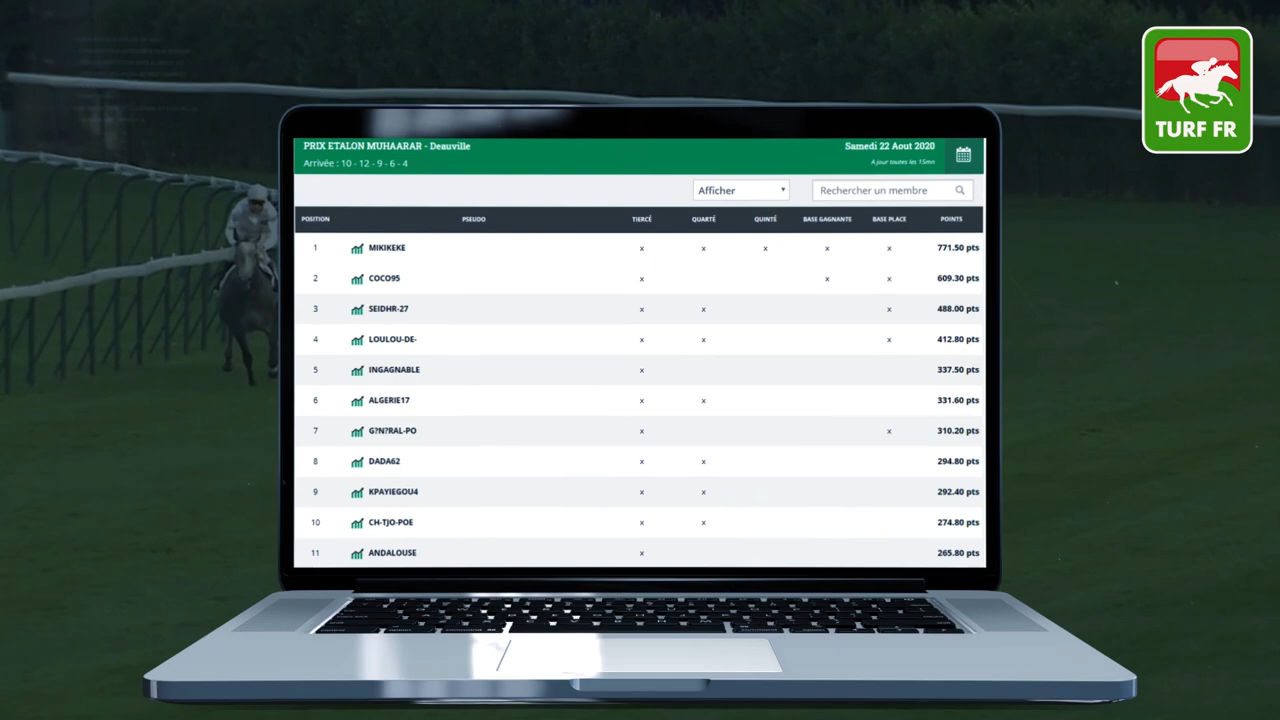 TURF FR
PRIX ETALON MUHAARAR - Deauville
Samedi 22 Aout 2020
Arrivée : 10 - 12 - 9 - 6 - 4
A jour toutes les 15mn
Afficher
Rechercher un membre
POSITION PSEUDO TIERCÉ QUARTÉ QUINTÉ BASE GAGNANTE BASE PLACE POINTS
1 MIKIKEKE x x x x x 771.50 pts
2 COCO95 x x x 609.30 pts
3 SEIDHR-27 x x x 488.00 pts
4 LOULOU-DE- x x x 412.80 pts
5 INGAGNABLE x 337.50 pts
6 ALGERIE17 x x 331.60 pts
7 G?N?RAL-PO x x 310.20 pts
8 DADA62 x x 294.80 pts
9 KPAYIEGOU4 x x 292.40 pts
10 CH-TJO-POE x x 274.80 pts
11 ANDALOUSE x 265.80 pts